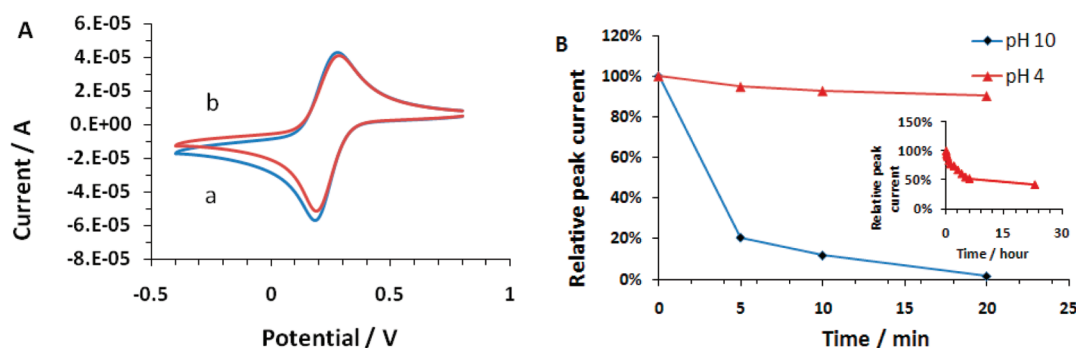 A
6.E-05
4.E-05
2.E-05
0.E+00
-2.E-05
-4.E-05
-6.E-05
-8.E-05
Current / A
b
a
-0.5
0
0.5
1
Potential / V
B
120%
100%
80%
60%
40%
20%
0%
Relative peak current
pH 10
pH 4
150%
100%
50%
0%
Relative peak
current
0
15
30
Time / hour
0
5
10
15
20
25
Time / min